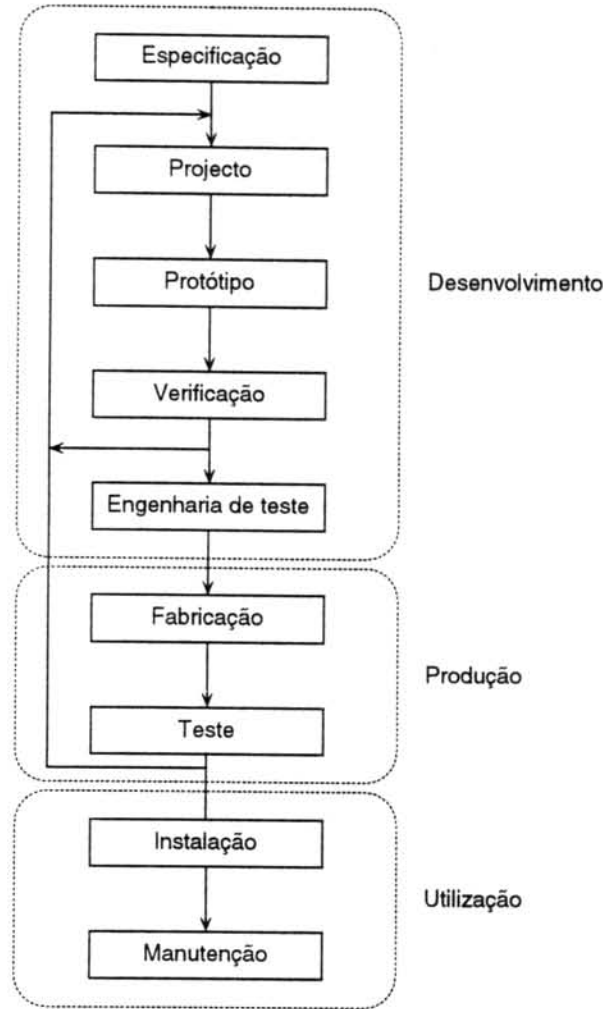 Especificação
Projecto
Protótipo
Desenvolvimento
Verificação
Engenharia de teste
Fabricação
Produção
Teste
Instalação
Utilização
Manutenção